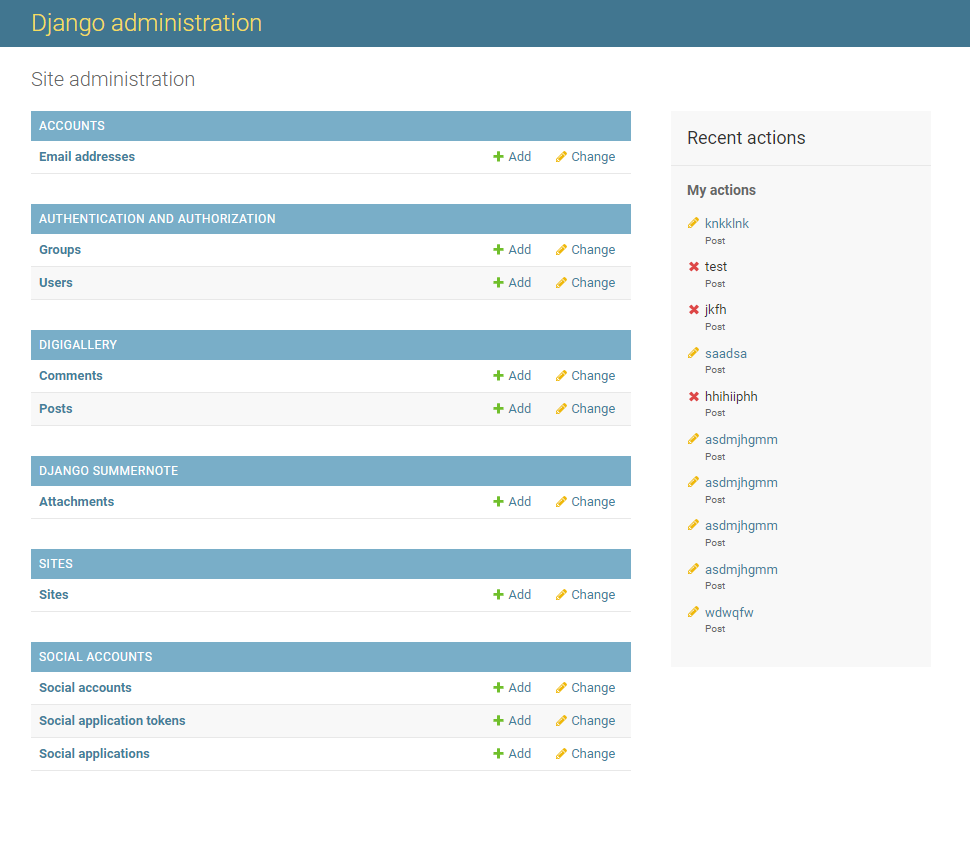 Django administration
Site administration
ACCOUNTS
Email addresses Add Change
AUTHENTICATION AND AUTHORIZATION
Groups Add Change
Users Add Change
DIGIGALLERY
Comments Add Change
Posts Add Change
DJANGO SUMMERNOTE
Attachments Add Change
SITES
Sites Add Change
SOCIAL ACCOUNTS
Social accounts Add Change
Social application tokens Add Change
Social applications Add Change
Recent actions
My actions
knkklnk
Post
test
Post
jkfh
Post
saadsa
Post
hhihiiphh
Post
asdmjhgmm
Post
asdmjhgmm
Post
asdmjhgmm
Post
asdmjhgmm
Post
wdwqfw
Post